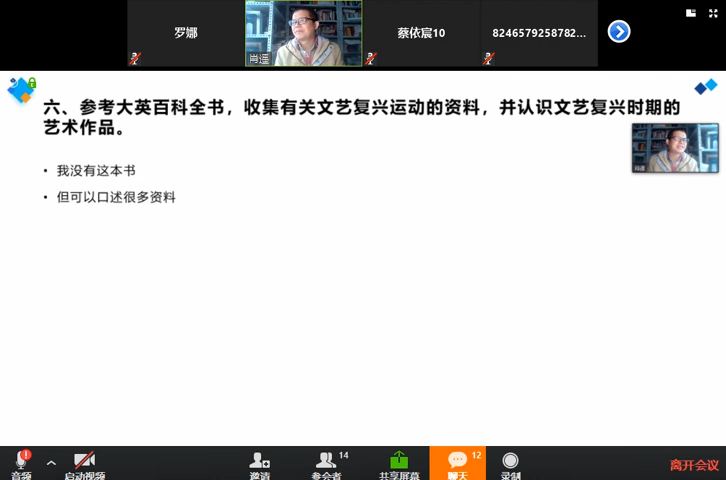 罗娜
肖遥
蔡依宸10
8246579258782...
六、参考大英百科全书，收集有关文艺复兴运动的资料，并认识文艺复兴时期的
艺术作品。
肖遥
• 我没有这本书
• 但可以口述很多资料
音频
启动视频
邀请
14
参会者
共享屏幕
12
聊天
录制
离开会议